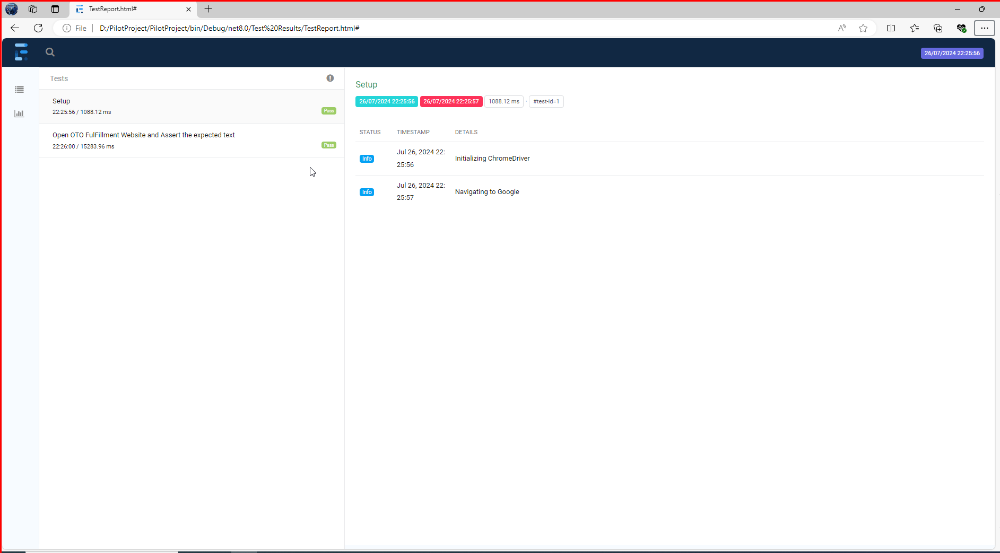 TestReport.html#
File
D:/PilotProject/PilotProject/bin/Debug/net8.0/Test%20Results/TestReport.html#
26/07/2024 22:25:56
Tests
Setup
22:25:56 / 1088.12 ms
Pass
Open OTO FulFillment Website and Assert the expected text
22:26:00 / 15283.96 ms
Pass
Setup
26/07/2024 22:25:56 26/07/2024 22:25:57 1088.12 ms · #test-id=1
STATUS TIMESTAMP DETAILS
Info
Jul 26, 2024 22:
25:56
Initializing ChromeDriver
Info
Jul 26, 2024 22:
25:57
Navigating to Google